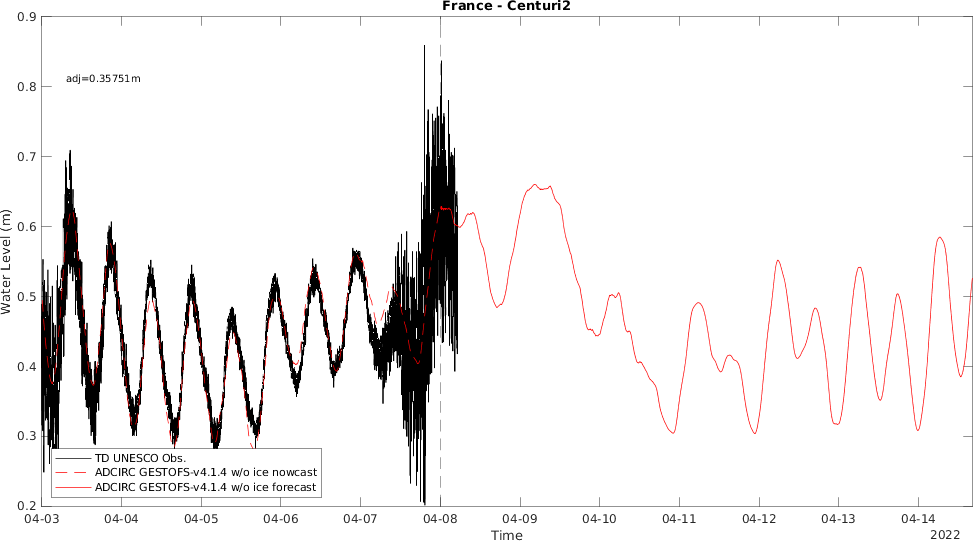 France - Centuri2
adj=0.35751m
0.9
0.8
0.7
0.6
0.5
0.4
0.3
0.2
Water Level (m)
TD UNESCO Obs.
ADCIRC GESTOFS-v4.1.4 w/o ice nowcast
ADCIRC GESTOFS-v4.1.4 w/o ice forecast
04-03 04-04 04-05 04-06 04-07 04-08 04-09 04-10 04-11 04-12 04-13 04-14
Time
2022